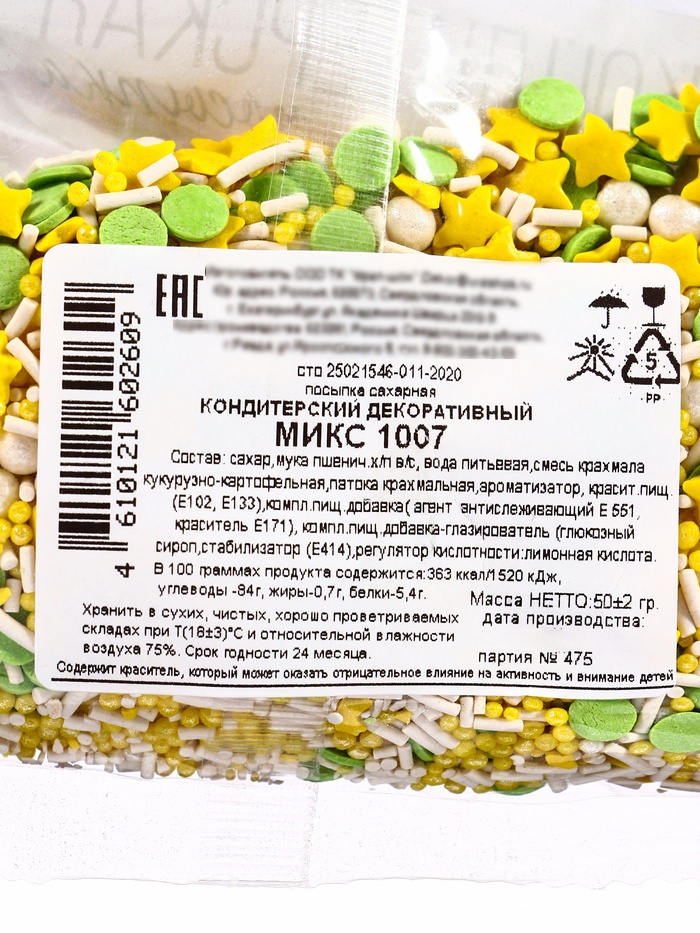 ЕАС
сто 25021546-011-2020
посыпка сахарная
КОНДИТЕРСКИЙ ДЕКОРАТИВНЫЙ
МИКС 1007
Состав: сахар,мука пшенич.х/п в/с, вода питьевая,смесь крахмала
кукурузно-картофельная,патока крахмальная,ароматизатор, красит.пищ.
(Е102, Е133),компл.пищ.добавка( агент антислеживающий Е 551,
краситель Е171), компл.пищ.добавка-глазирователь (глюкозный
сироп,стабилизатор (Е414),регулятор кислотности:лимонная кислота.
В 100 граммах продукта содержится:363 ккал/1520 кДж,
углеводы -84г, жиры-0,7г, белки-5,4г.
Масса НЕТТО:50±2 гр.
дата производства:
Хранить в сухих, чистых, хорошо проветриваемых
складах при Т(18±3)°С и относительной влажности
воздуха 75%. Срок годности 24 месяца.
партия № 475
Содержит краситель, который может оказать отрицательное влияние на активность и внимание детей
4 610121 602609
5
PP